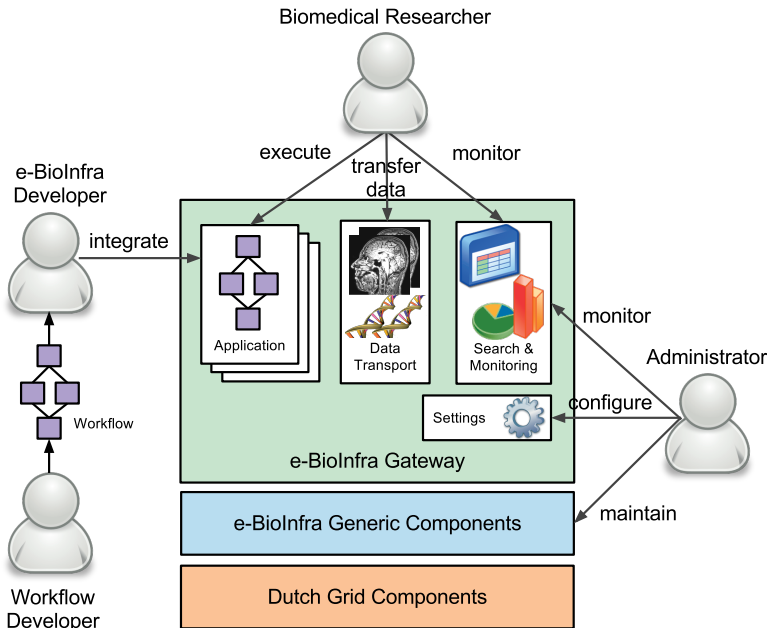 Biomedical Researcher
execute
transfer
data
monitor
e-BioInfra
Developer
integrate
Application
Data
Transport
Search &
Monitoring
monitor
Administrator
Workflow
Settings
configure
e-BioInfra Gateway
e-BioInfra Generic Components
maintain
Dutch Grid Components
Workflow
Developer